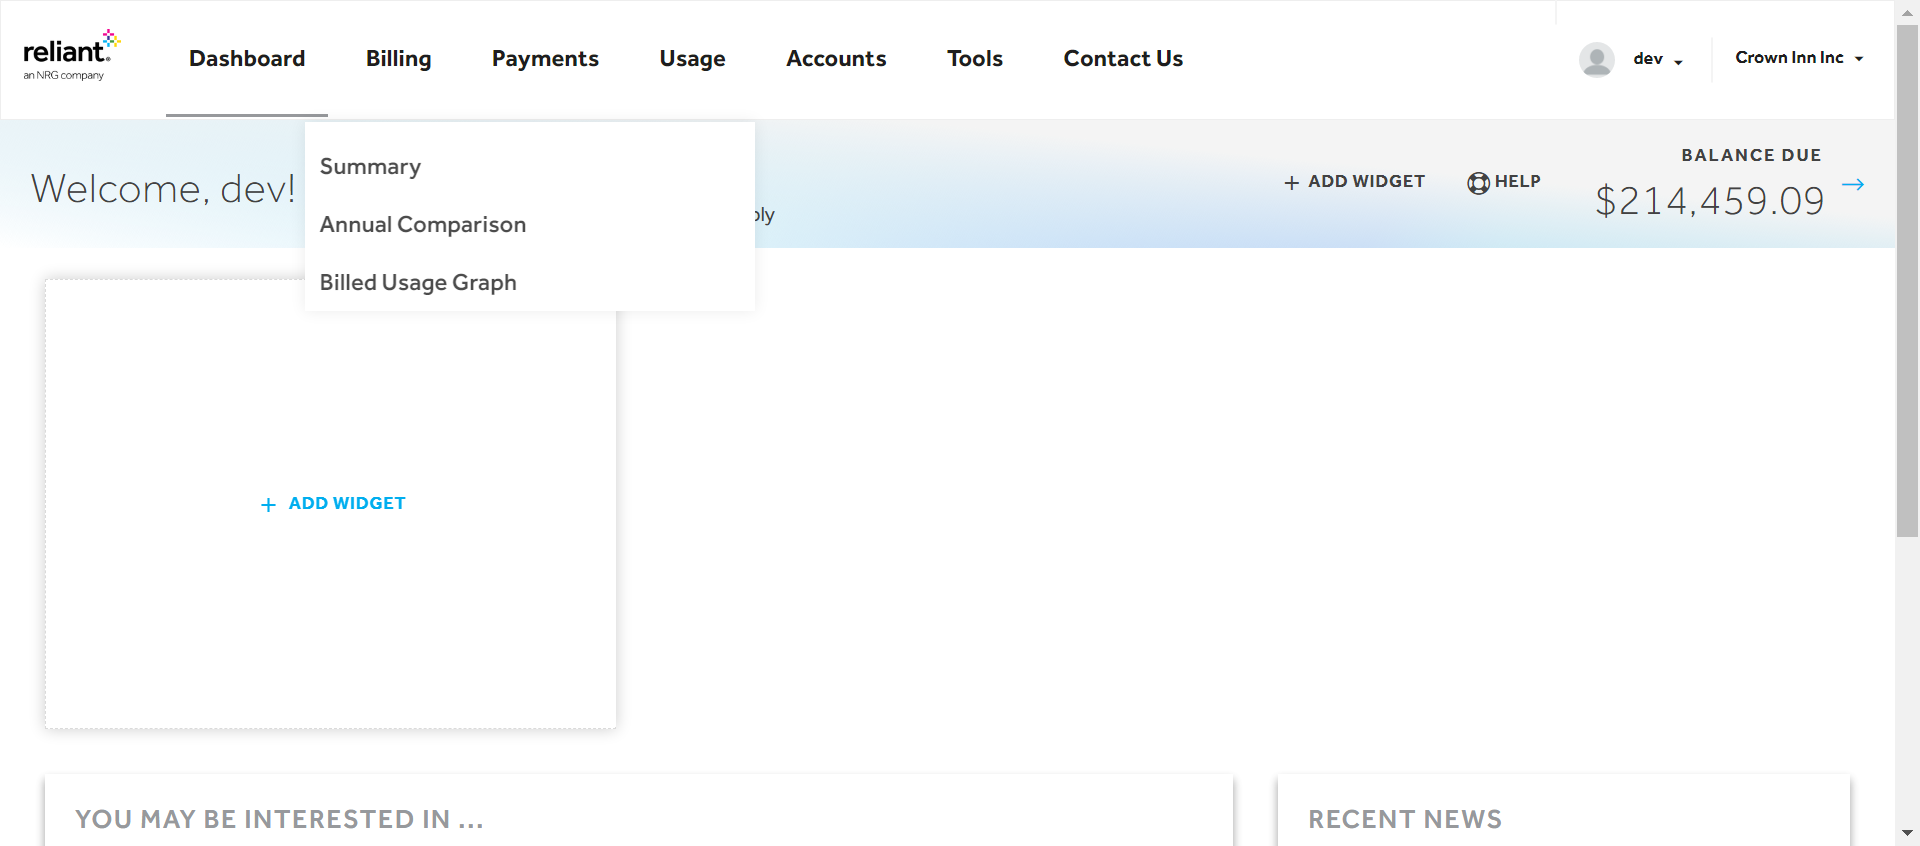 reliant
an NRG company
Dashboard
Billing
Payments
Usage
Accounts
Tools
Contact Us
dev
Crown Inn Inc
Summary
Annual Comparison
Billed Usage Graph
Welcome, dev!
+ ADD WIDGET
HELP
BALANCE DUE
$214,459.09
+ ADD WIDGET
YOU MAY BE INTERESTED IN ...
RECENT NEWS